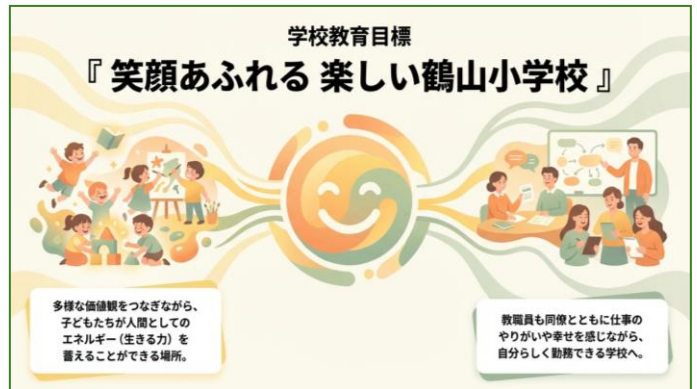 学校教育目標
『 笑顔あふれる 楽しい鶴山小学校 』
多様な価値観をつなぎながら、
子どもたちが人間としての
エネルギー（生きる力）を
蓄えることができる場所。
教職員も同僚とともに仕事の
やりがいや幸せを感じながら、
自分らしく勤務できる学校へ。